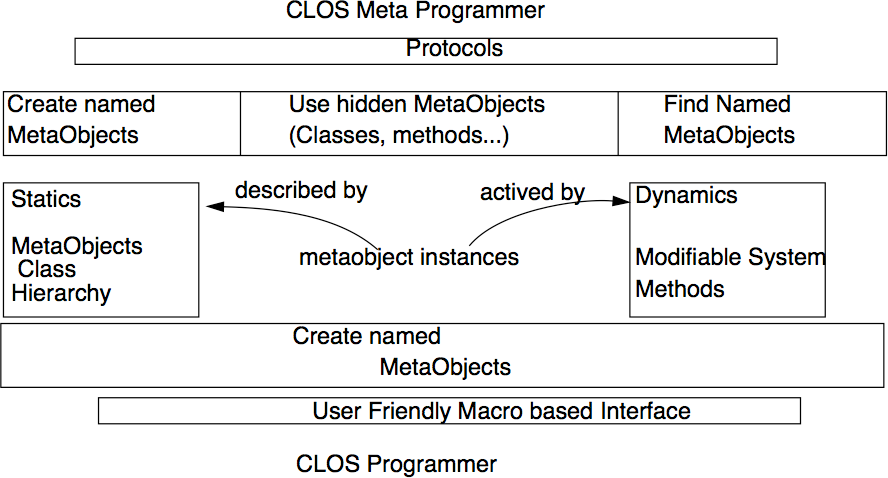 CLOS Meta Programmer
Protocols
Create named
MetaObjects
Use hidden MetaObjects
(Classes, methods...)
Find Named
MetaObjects
Statics
MetaObjects
Class
Hierarchy
described by
actived by
metaobject instances
Dynamics
Modifiable System
Methods
Create named
MetaObjects
User Friendly Macro based Interface
CLOS Programmer